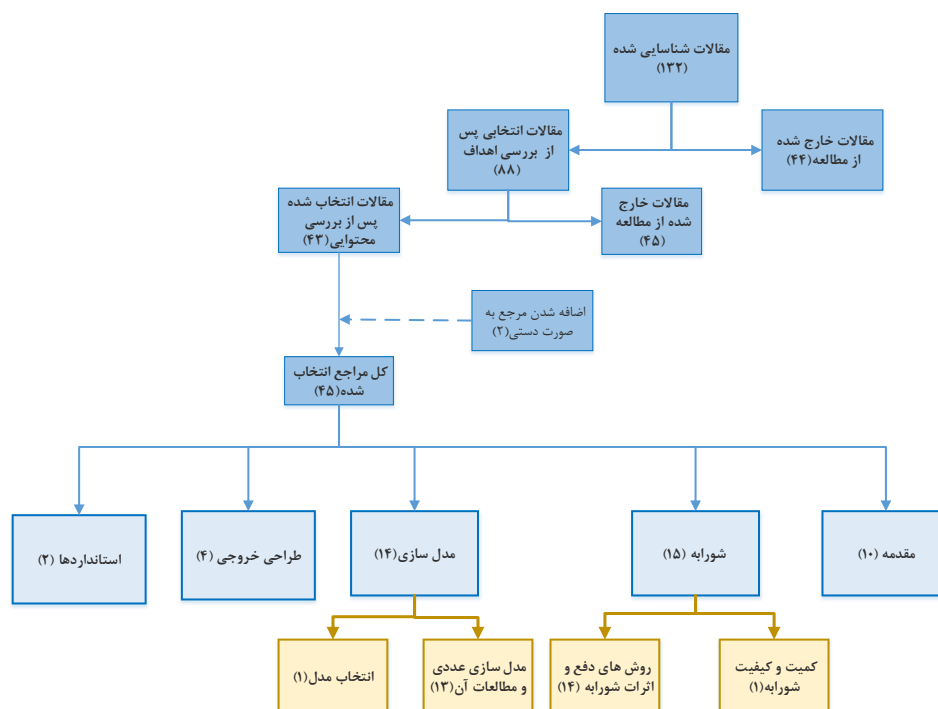 مقالات شناسایی شده
(۱۳۲)
مقالات خارج شده
از مطالعه(۴۴)
مقالات انتخابی پس
از بررسی اهداف
(۸۸)
مقالات خارج
شده از مطالعه
(۴۵)
مقالات انتخاب شده
پس از بررسی
محتوایی(۴۳)
اضافه شدن مرجع به
صورت دستی(۲)
کل مراجع انتخاب
شده(۴۵)
مقدمه (۱۰)
شورابه (۱۵)
مدل سازی(۱۴)
طراحی خروجی (۴)
استانداردها (۲)
کمیت و کیفیت
شورابه(۱)
روش های دفع و
اثرات شورابه (۱۴)
مدل سازی عددی
و مطالعات آن(۱۳)
انتخاب مدل(۱)